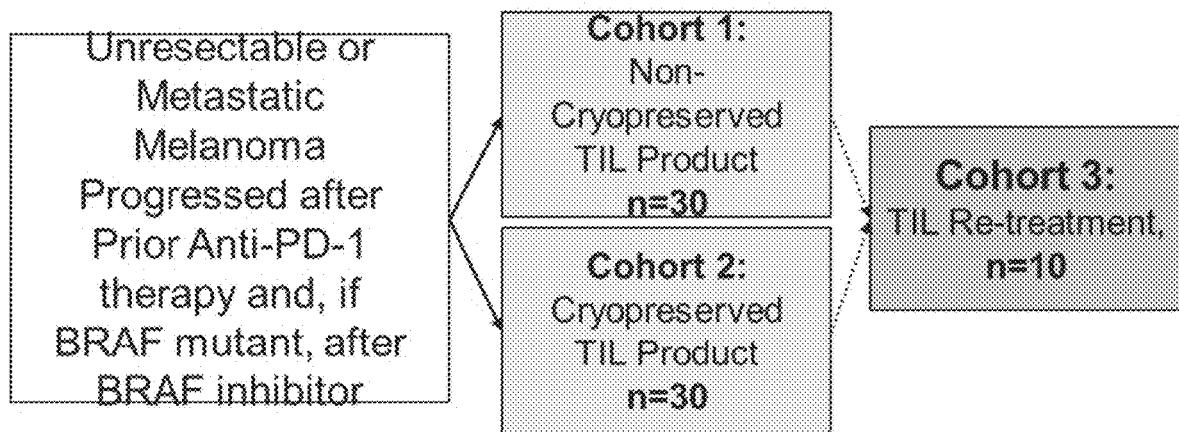 Unresectable or
Metastatic
Melanoma
Progressed after
Prior Anti-PD-1
therapy and, if
BRAF mutant, after
BRAF inhibitor
Cohort 1:
Non-
Cryopreserved
TIL Product
n=30
Cohort 2:
Cryopreserved
TIL Product
n=30
Cohort 3:
TIL Re-treatment,
n=10